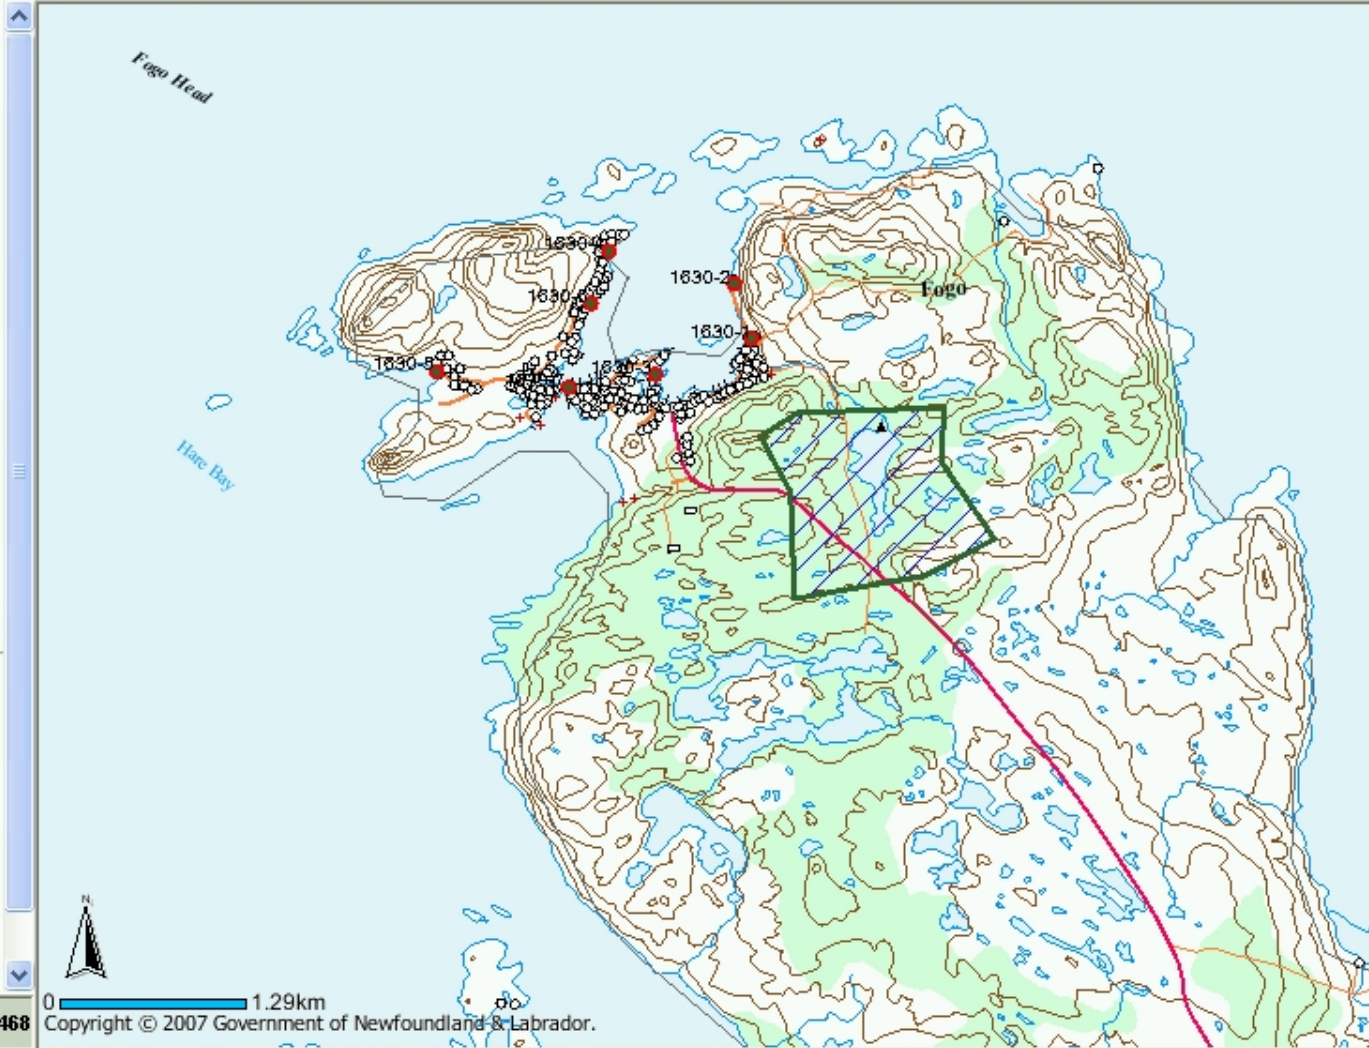 Fogo Head
1630-2
Fogo
1630-1
1630-5
Hare Bay
N
0 1.29km
468 Copyright © 2007 Government of Newfoundland & Labrador.